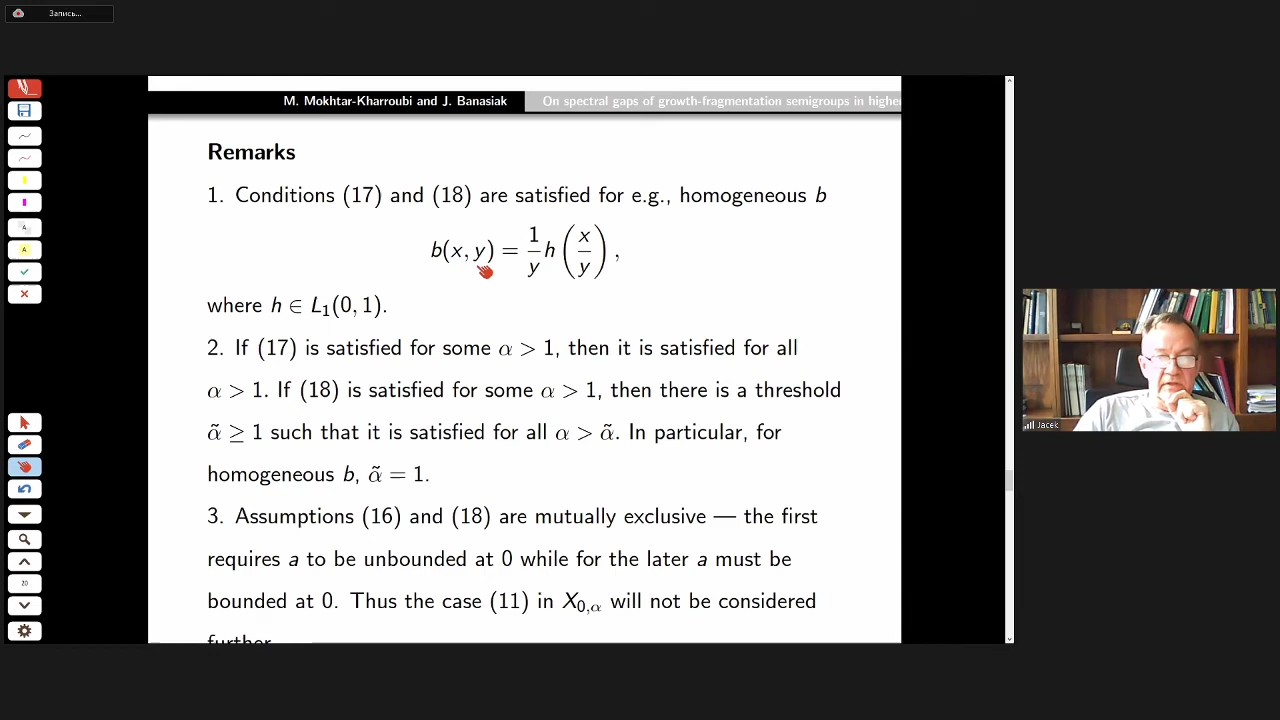 Запись...
M. Mokhtar-Kharroubi and J. Banasiak On spectral gaps of growth-fragmentation semigroups in highe
Remarks
1. Conditions (17) and (18) are satisfied for e.g., homogeneous b
b(x, y) = 1/y h (x/y),
where h ∈ L₁(0, 1).
2. If (17) is satisfied for some α > 1, then it is satisfied for all
α > 1. If (18) is satisfied for some α > 1, then there is a threshold
α̃ ≥ 1 such that it is satisfied for all α > α̃. In particular, for
homogeneous b, α̃ = 1.
3. Assumptions (16) and (18) are mutually exclusive — the first
requires a to be unbounded at 0 while for the later a must be
bounded at 0. Thus the case (11) in X₀,α will not be considered
further.
A
A
20
Jacek